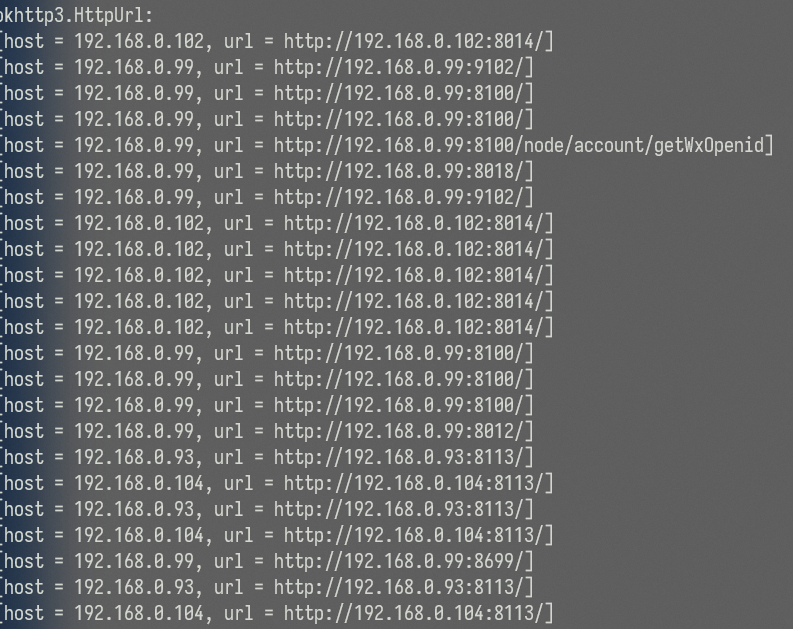 okhttp3.HttpUrl:
[host = 192.168.0.102, url = http://192.168.0.102:8014/]
[host = 192.168.0.99, url = http://192.168.0.99:9102/]
[host = 192.168.0.99, url = http://192.168.0.99:8100/]
[host = 192.168.0.99, url = http://192.168.0.99:8100/]
[host = 192.168.0.99, url = http://192.168.0.99:8100/node/account/getWxOpenid]
[host = 192.168.0.99, url = http://192.168.0.99:8018/]
[host = 192.168.0.99, url = http://192.168.0.99:9102/]
[host = 192.168.0.102, url = http://192.168.0.102:8014/]
[host = 192.168.0.102, url = http://192.168.0.102:8014/]
[host = 192.168.0.102, url = http://192.168.0.102:8014/]
[host = 192.168.0.102, url = http://192.168.0.102:8014/]
[host = 192.168.0.102, url = http://192.168.0.102:8014/]
[host = 192.168.0.99, url = http://192.168.0.99:8100/]
[host = 192.168.0.99, url = http://192.168.0.99:8100/]
[host = 192.168.0.99, url = http://192.168.0.99:8100/]
[host = 192.168.0.99, url = http://192.168.0.99:8012/]
[host = 192.168.0.93, url = http://192.168.0.93:8113/]
[host = 192.168.0.104, url = http://192.168.0.104:8113/]
[host = 192.168.0.93, url = http://192.168.0.93:8113/]
[host = 192.168.0.104, url = http://192.168.0.104:8113/]
[host = 192.168.0.99, url = http://192.168.0.99:8699/]
[host = 192.168.0.93, url = http://192.168.0.93:8113/]
[host = 192.168.0.104, url = http://192.168.0.104:8113/]